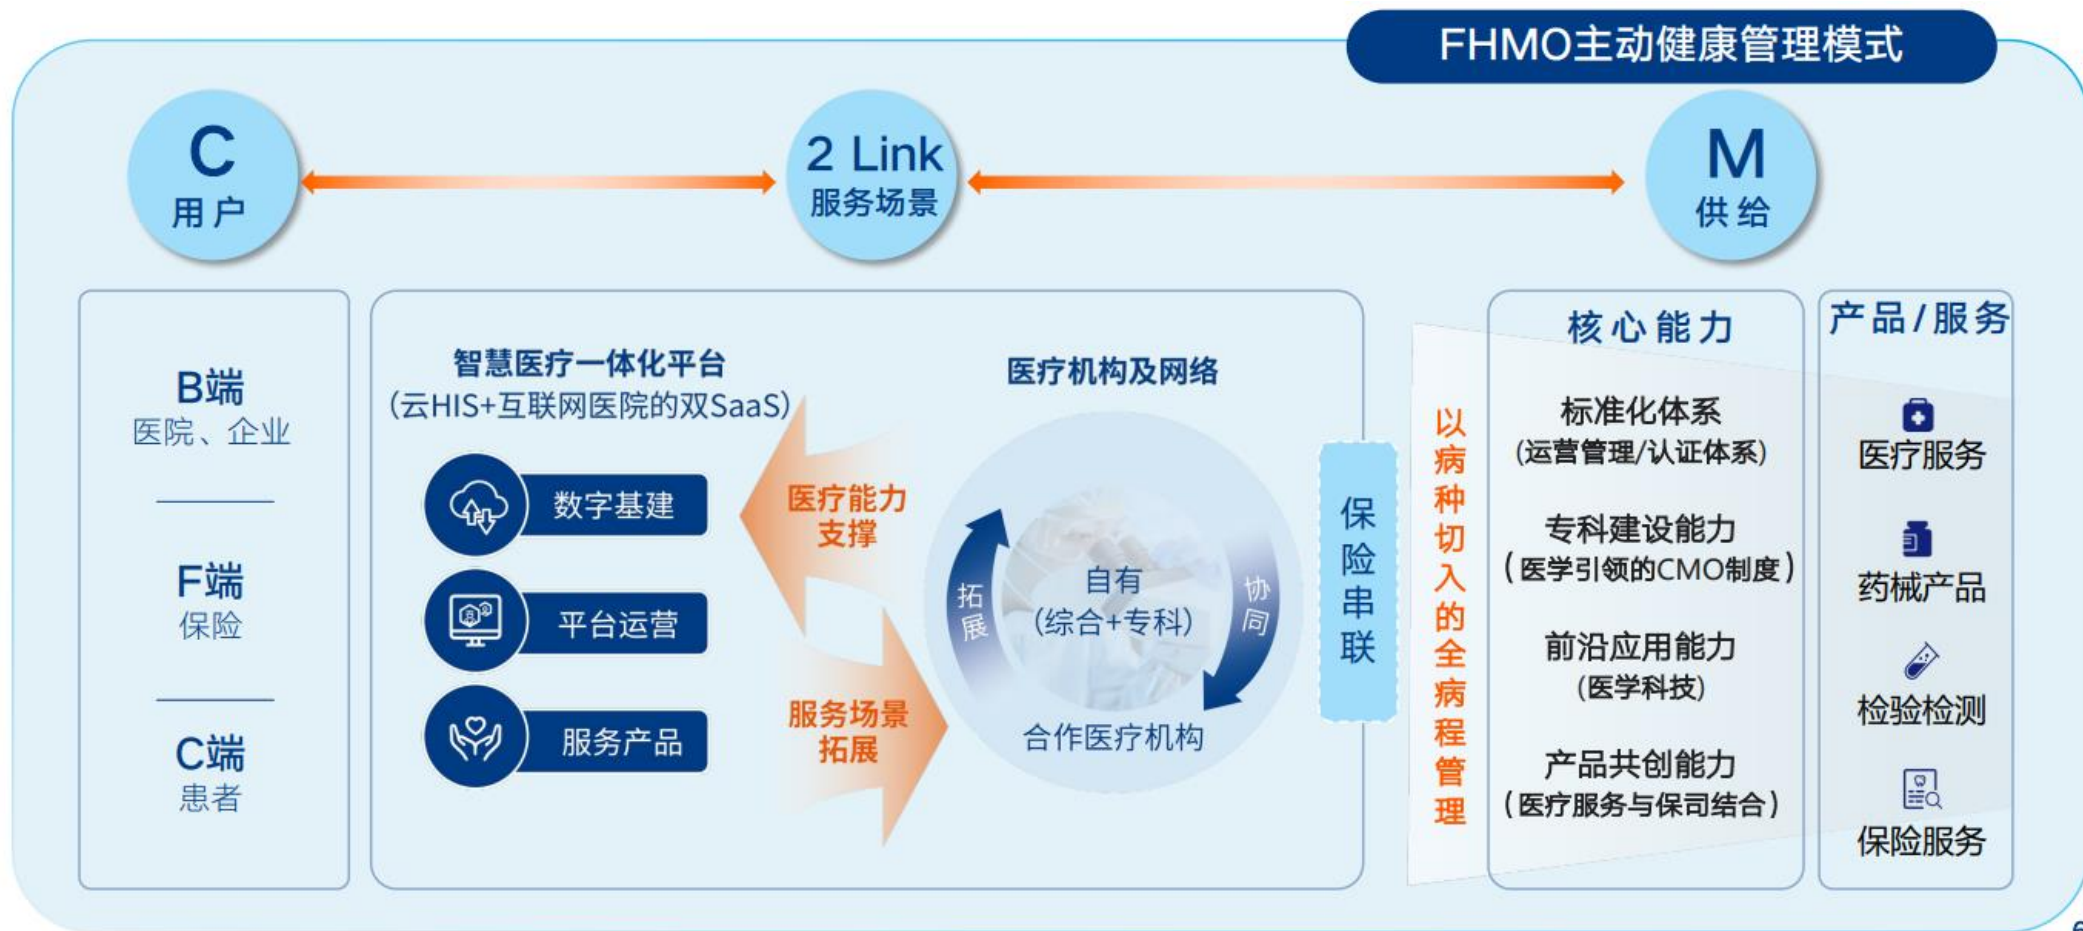 FHMO主动健康管理模式
C
用户
2 Link
服务场景
M
供给
B端
医院、企业
F端
保险
C端
患者
智慧医疗一体化平台
(云HIS+互联网医院的双SaaS)
数字基建
平台运营
服务产品
医疗能力
支撑
服务场景
拓展
医疗机构及网络
拓展
自有
(综合+专科)
协同
合作医疗机构
保险串联
以病种切入的全病程管理
核心能力
标准化体系
(运营管理/认证体系)
专科建设能力
(医学引领的CMO制度)
前沿应用能力
(医学科技)
产品共创能力
(医疗服务与保司结合)
产品/服务
医疗服务
药械产品
检验检测
保险服务